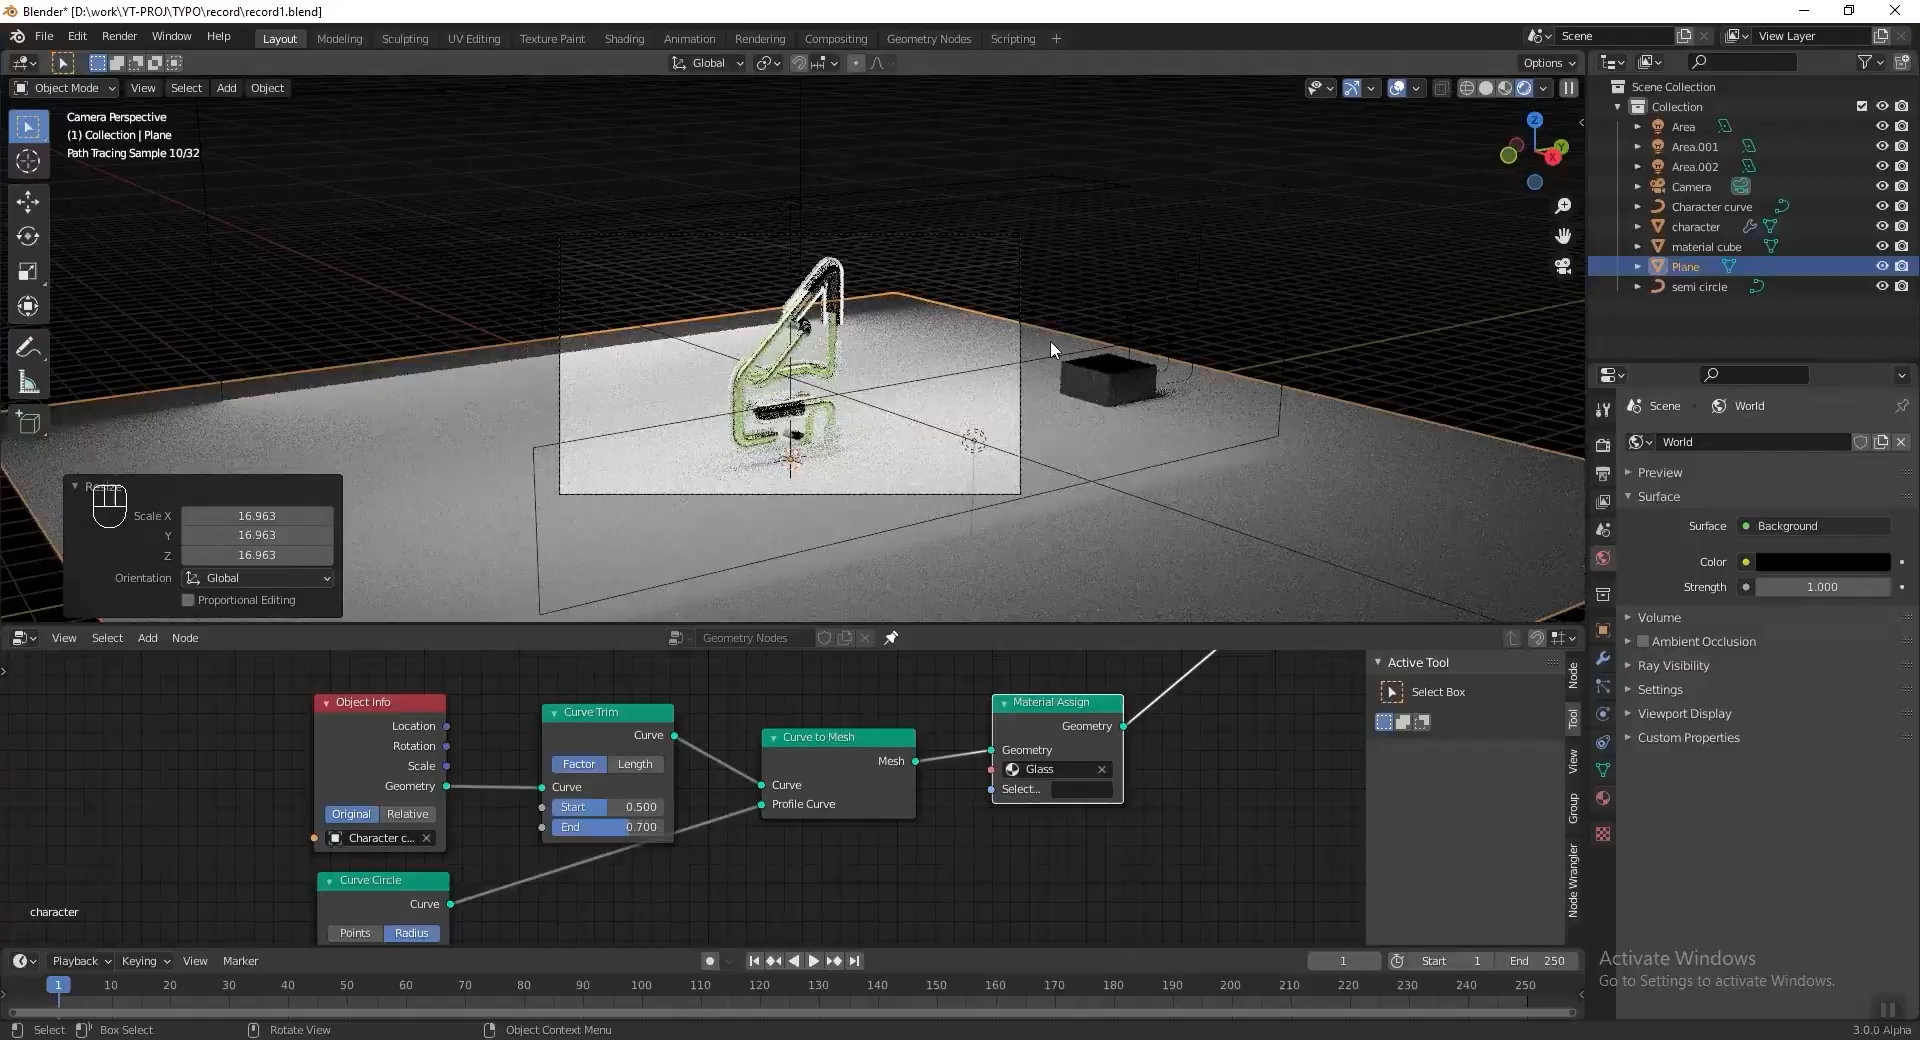 Blender* [D:\work\YT-PROJ\TYPO\record\record1.blend]
File Edit Render Window Help Layout Modeling Sculpting UV Editing Texture Paint Shading Animation Rendering Compositing Geometry Nodes Scripting + Scene View Layer
Global Options
Object Mode View Select Add Object
Camera Perspective
(1) Collection | Plane
Path Tracing Sample 10/32
Z
Y
X
Scale X 16.963
Y 16.963
Z 16.963
Orientation Global
Proportional Editing
Scene Collection
Collection
Area
Area.001
Area.002
Camera
Character curve
character
material cube
Plane
semi circle
Scene World
World
Preview
Surface
Surface Background
Color
Strength 1.000
Volume
Ambient Occlusion
Ray Visibility
Settings
Viewport Display
Custom Properties
View Select Add Node Geometry Nodes
Object Info
Location
Rotation
Scale
Geometry
Original Relative
Character c...
Curve Circle
Curve
Points Radius
Curve Trim
Curve
Factor Length
Curve
Start 0.500
End 0.700
Curve to Mesh
Mesh
Curve
Profile Curve
Material Assign
Geometry
Geometry
Glass
Select...
character
Active Tool
Select Box
Node
Tool
View
Group
Node Wrangler
Playback Keying View Marker 1 Start 1 End 250
1 10 20 30 40 50 60 70 80 90 100 110 120 130 140 150 160 170 180 190 200 210 220 230 240 250
Activate Windows
Go to Settings to activate Windows.
Select Box Select Rotate View Object Context Menu 3.0.0 Alpha